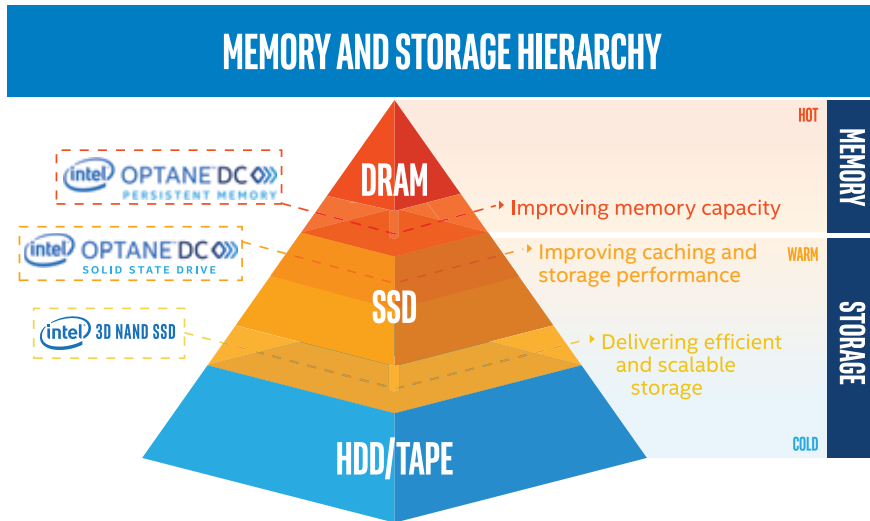 MEMORY AND STORAGE HIERARCHY
HOT
MEMORY
intel OPTANE DC
PERSISTENT MEMORY
DRAM
Improving memory capacity
intel OPTANE DC
SOLID STATE DRIVE
Improving caching and
storage performance
WARM
SSD
STORAGE
intel 3D NAND SSD
Delivering efficient
and scalable
storage
COLD
HDD/TAPE